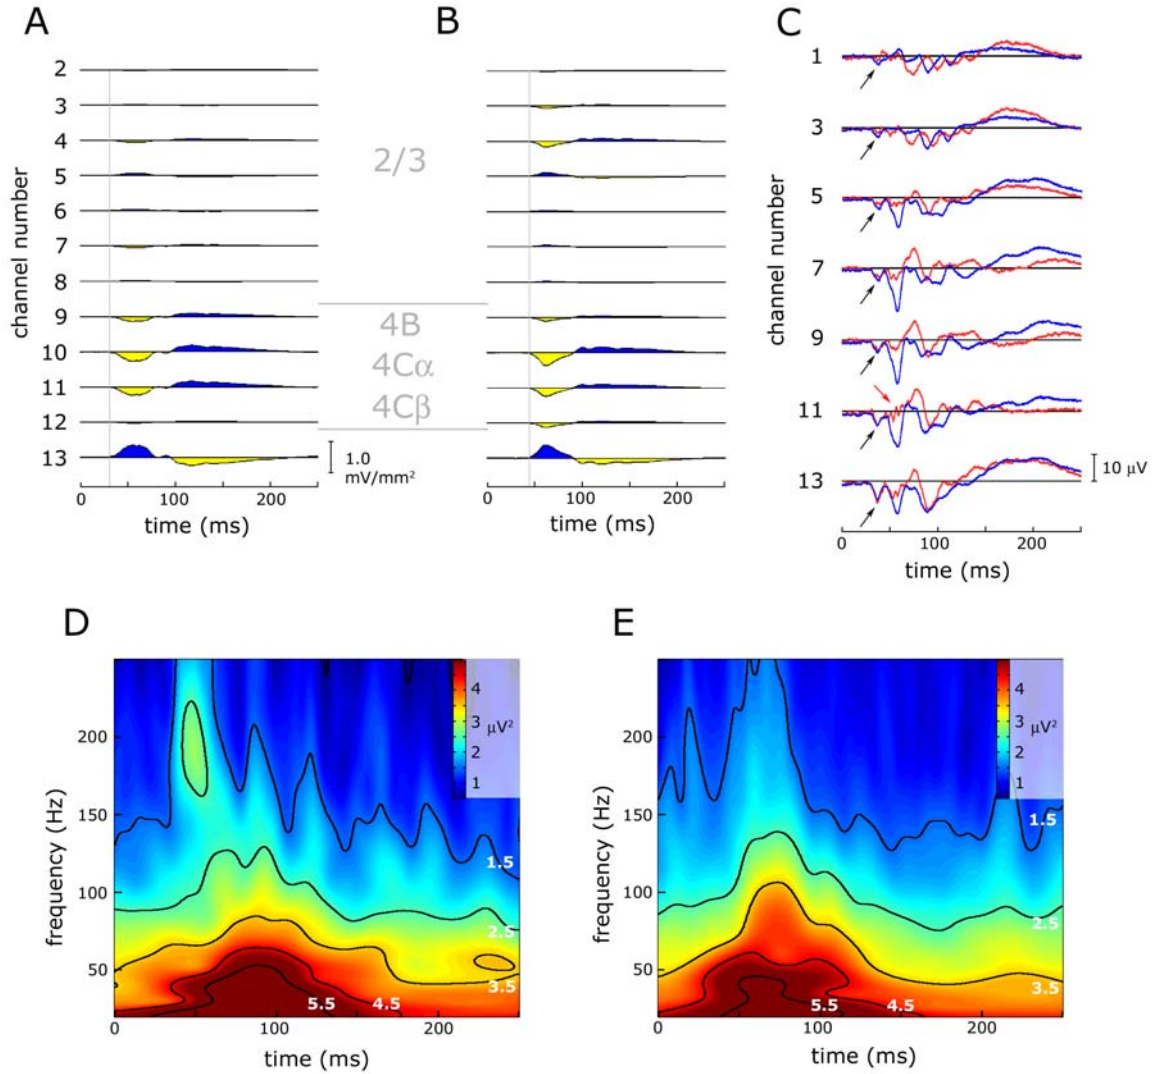 A
B
C
channel number
2
3
4
5
6
7
8
9
10
11
12
13
2/3
4B
4Cα
4Cβ
1.0
mV/mm²
0
100
200
time (ms)
0
100
200
time (ms)
channel number
1
3
5
7
9
11
13
10 μV
0
100
200
time (ms)
D
E
frequency (Hz)
200
150
100
50
4
3
2
1
μV²
1.5
2.5
3.5
4.5
5.5
0
100
200
time (ms)
frequency (Hz)
200
150
100
50
4
3
2
1
μV²
1.5
2.5
3.5
4.5
5.5
0
100
200
time (ms)